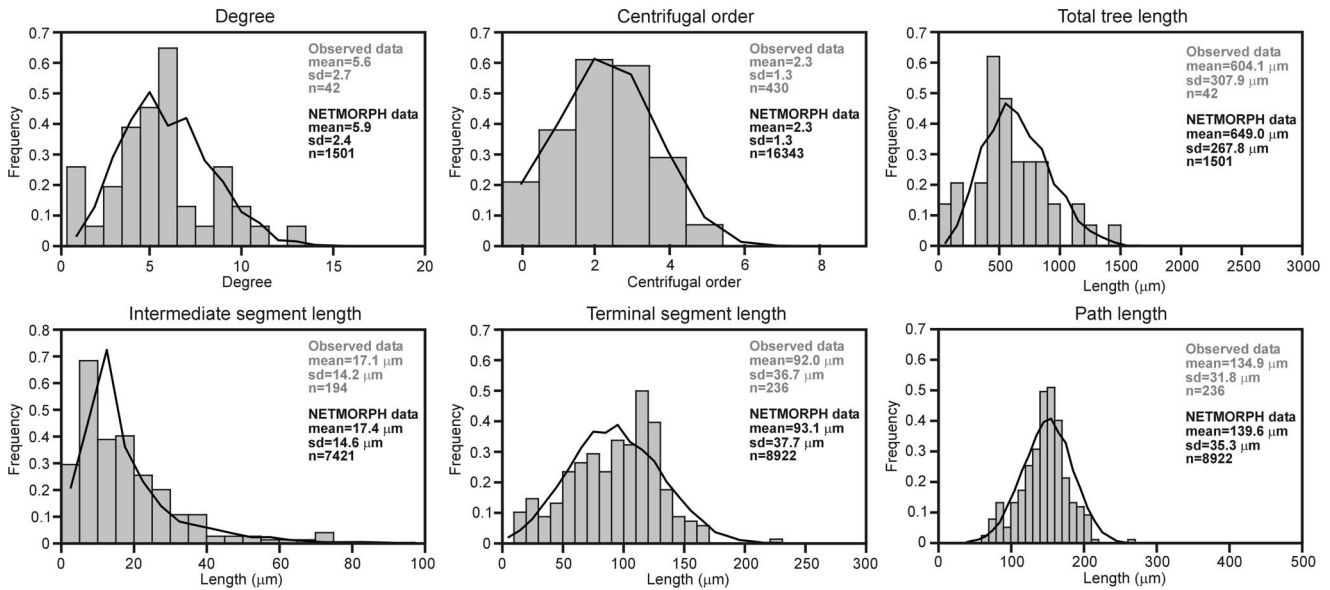 Degree
0.7
0.6
0.5
0.4
0.3
0.2
0.1
0
Frequency
Observed data
mean=5.6
sd=2.7
n=42
NETMORPH data
mean=5.9
sd=2.4
n=1501
0 5 10 15 20
Degree
Centrifugal order
0.7
0.6
0.5
0.4
0.3
0.2
0.1
0
Frequency
Observed data
mean=2.3
sd=1.3
n=430
NETMORPH data
mean=2.3
sd=1.3
n=16343
0 2 4 6 8
Centrifugal order
Total tree length
0.7
0.6
0.5
0.4
0.3
0.2
0.1
0
Frequency
Observed data
mean=604.1 μm
sd=307.9 μm
n=42
NETMORPH data
mean=649.0 μm
sd=267.8 μm
n=1501
0 500 1000 1500 2000 2500 3000
Length (μm)
Intermediate segment length
0.8
0.7
0.6
0.5
0.4
0.3
0.2
0.1
0
Frequency
Observed data
mean=17.1 μm
sd=14.2 μm
n=194
NETMORPH data
mean=17.4 μm
sd=14.6 μm
n=7421
0 20 40 60 80 100
Length (μm)
Terminal segment length
0.7
0.6
0.5
0.4
0.3
0.2
0.1
0
Frequency
Observed data
mean=92.0 μm
sd=36.7 μm
n=236
NETMORPH data
mean=93.1 μm
sd=37.7 μm
n=8922
0 50 100 150 200 250 300
Length (μm)
Path length
0.7
0.6
0.5
0.4
0.3
0.2
0.1
0
Frequency
Observed data
mean=134.9 μm
sd=31.8 μm
n=236
NETMORPH data
mean=139.6 μm
sd=35.3 μm
n=8922
0 100 200 300 400 500
Length (μm)